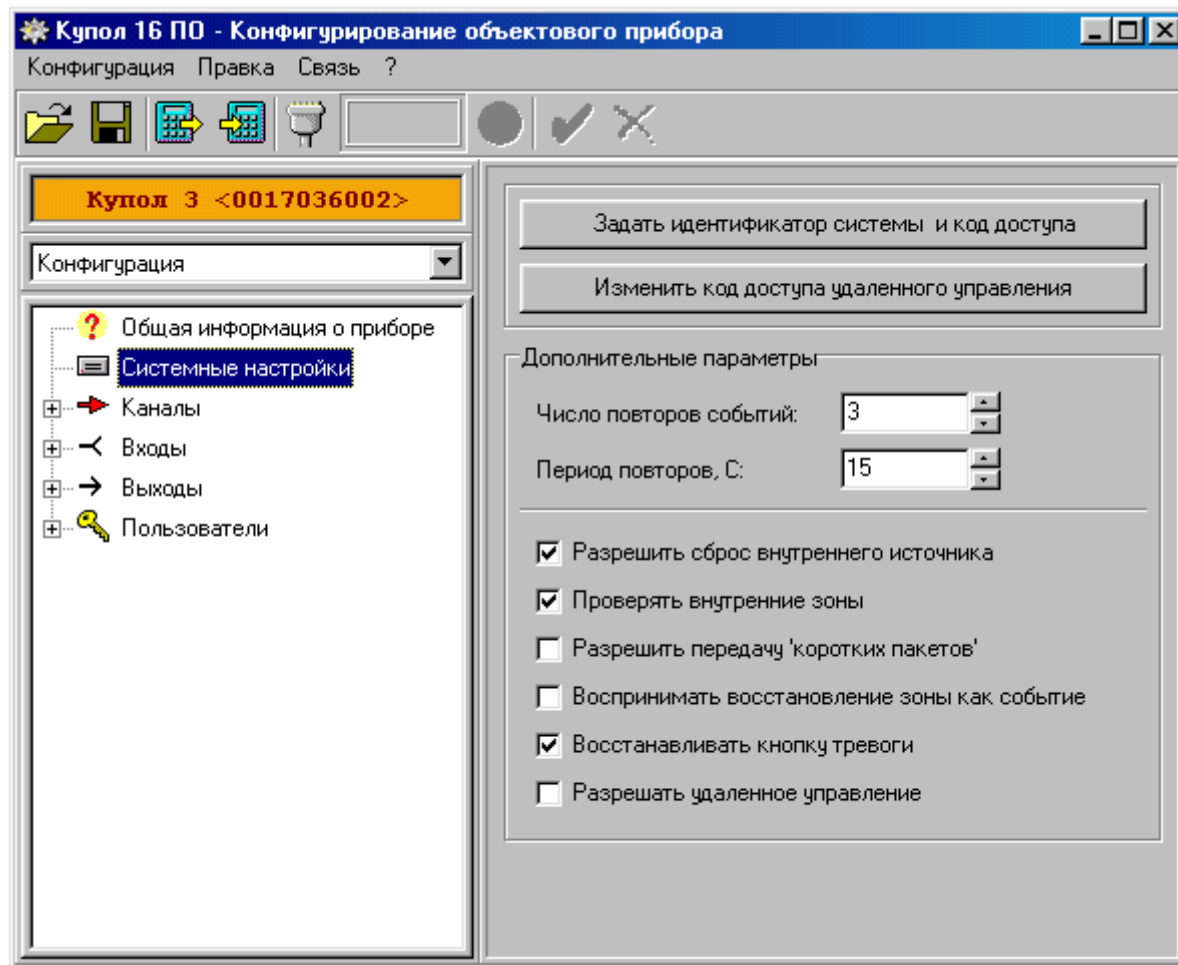 Купол 16 ПО - Конфигурирование объектового прибора
Конфигурация Правка Связь ?
Купол 3 <0017036002>
Конфигурация
Общая информация о приборе
Системные настройки
Каналы
Входы
Выходы
Пользователи
Задать идентификатор системы и код доступа
Изменить код доступа удаленного управления
Дополнительные параметры
Число повторов событий: 3
Период повторов, С: 15
Разрешить сброс внутреннего источника
Проверять внутренние зоны
Разрешить передачу 'коротких пакетов'
Воспринимать восстановление зоны как событие
Восстанавливать кнопку тревоги
Разрешать удаленное управление